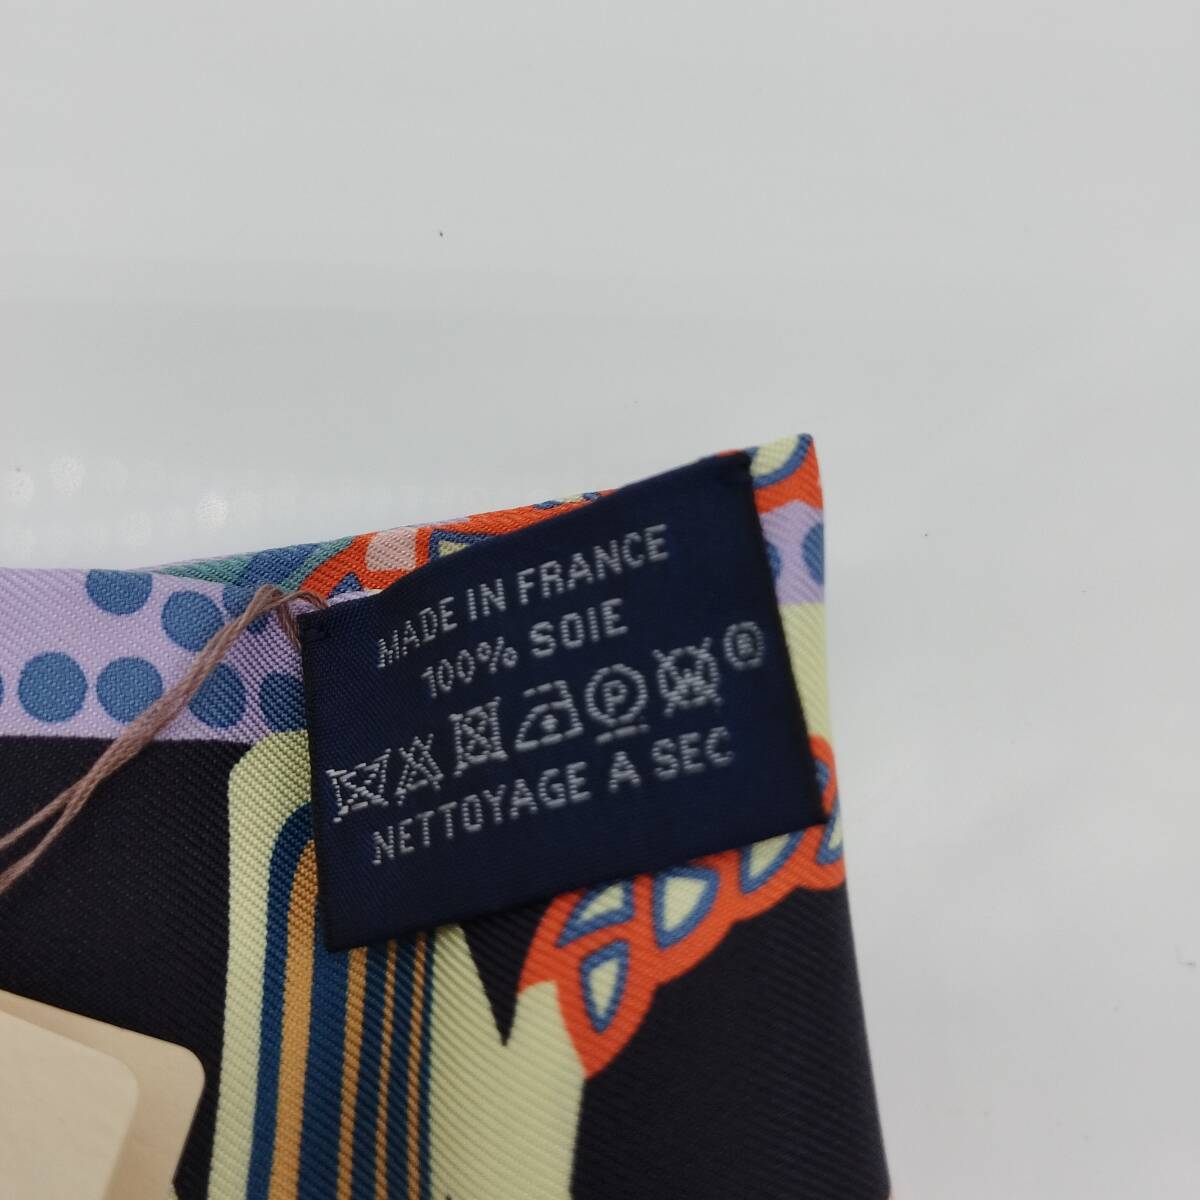 MADE IN FRANCE
100% SOIE
P ®
NETTOYAGE A SEC